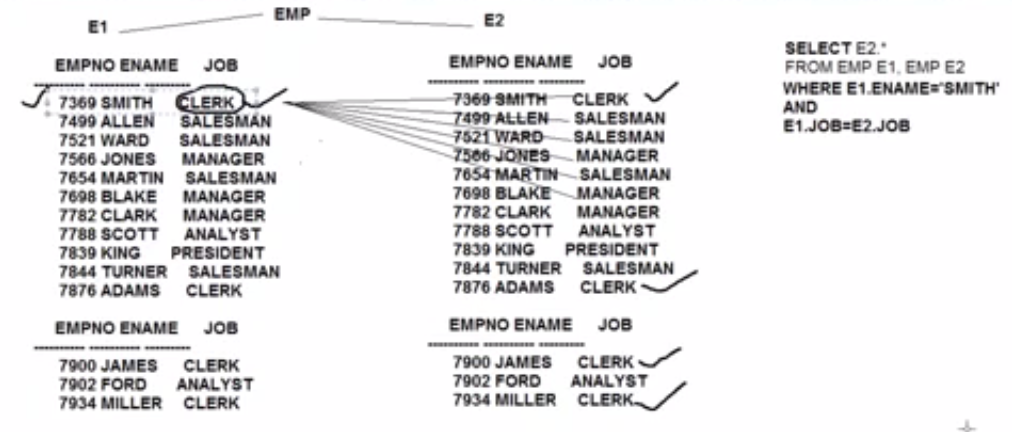 EMP
E1
EMPNO ENAME JOB
7369 SMITH CLERK
7499 ALLEN SALESMAN
7521 WARD SALESMAN
7566 JONES MANAGER
7654 MARTIN SALESMAN
7698 BLAKE MANAGER
7782 CLARK MANAGER
7788 SCOTT ANALYST
7839 KING PRESIDENT
7844 TURNER SALESMAN
7876 ADAMS CLERK
EMPNO ENAME JOB
7900 JAMES CLERK
7902 FORD ANALYST
7934 MILLER CLERK
E2
EMPNO ENAME JOB
7369 SMITH CLERK
7499 ALLEN SALESMAN
7521 WARD SALESMAN
7566 JONES MANAGER
7654 MARTIN SALESMAN
7698 BLAKE MANAGER
7782 CLARK MANAGER
7788 SCOTT ANALYST
7839 KING PRESIDENT
7844 TURNER SALESMAN
7876 ADAMS CLERK
EMPNO ENAME JOB
7900 JAMES CLERK
7902 FORD ANALYST
7934 MILLER CLERK
SELECT E2.*
FROM EMP E1, EMP E2
WHERE E1.ENAME='SMITH'
AND
E1.JOB=E2.JOB